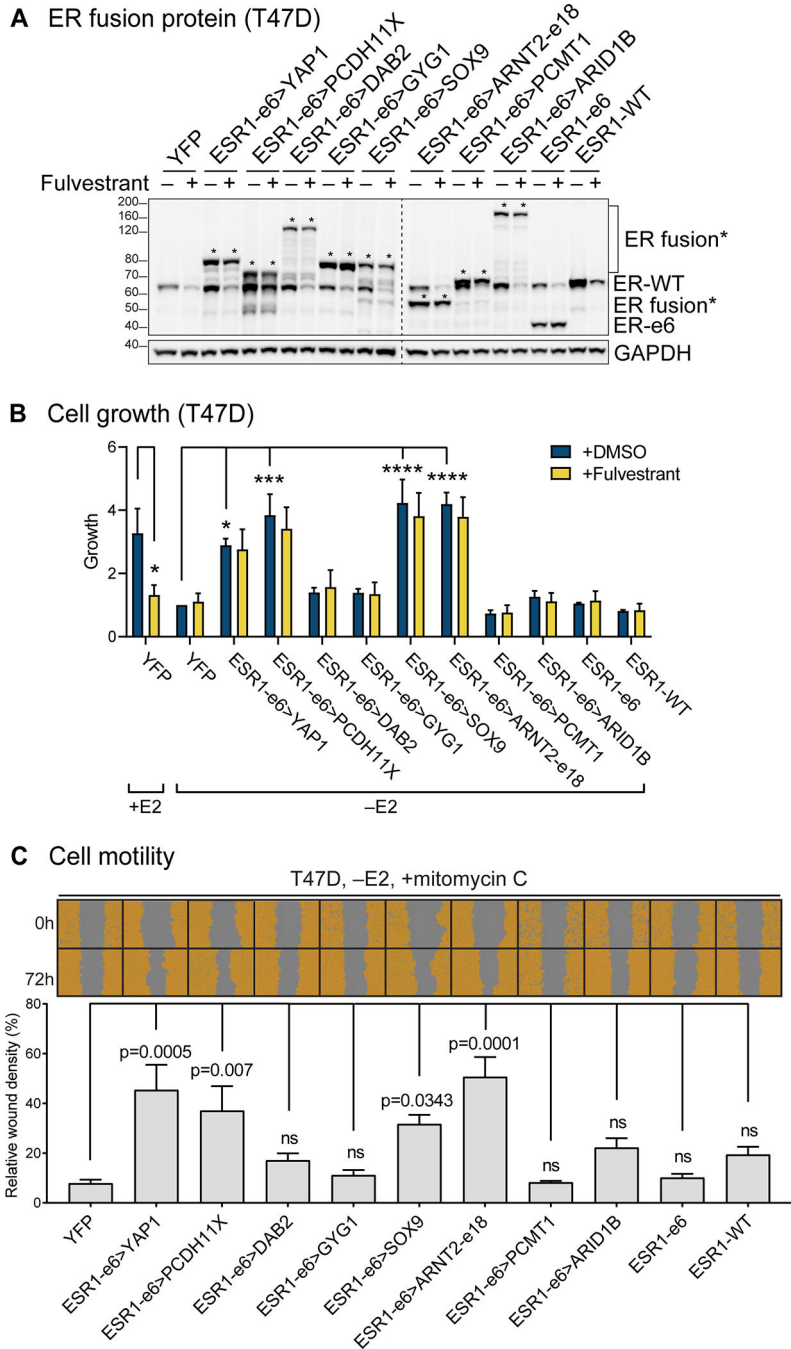 A ER fusion protein (T47D)
YFP
ESR1-e6>YAP1
ESR1-e6>PCDH11X
ESR1-e6>DAB2
ESR1-e6>GYG1
ESR1-e6>SOX9
ESR1-e6>ARNT2-e18
ESR1-e6>PCMT1
ESR1-e6>ARID1B
ESR1-e6
ESR1-WT
Fulvestrant – + – + – + – + – + – + – + – + – + – + – +
200
160
120
80
70
60
50
40
40
* * * * * * * * * * * * * * * *
ER fusion*
ER-WT
ER fusion*
ER-e6
GAPDH
B Cell growth (T47D)
Growth
6
4
2
0
* * *** **** ****
+DMSO
+Fulvestrant
YFP
YFP
ESR1-e6>YAP1
ESR1-e6>PCDH11X
ESR1-e6>DAB2
ESR1-e6>GYG1
ESR1-e6>SOX9
ESR1-e6>ARNT2-e18
ESR1-e6>PCMT1
ESR1-e6>ARID1B
ESR1-e6
ESR1-WT
+E2
–E2
C Cell motility
T47D, –E2, +mitomycin C
0h
72h
Relative wound density (%)
80
60
40
20
0
p=0.0005
p=0.007
ns
ns
p=0.0343
p=0.0001
ns
ns
ns
ns
YFP
ESR1-e6>YAP1
ESR1-e6>PCDH11X
ESR1-e6>DAB2
ESR1-e6>GYG1
ESR1-e6>SOX9
ESR1-e6>ARNT2-e18
ESR1-e6>PCMT1
ESR1-e6>ARID1B
ESR1-e6
ESR1-WT